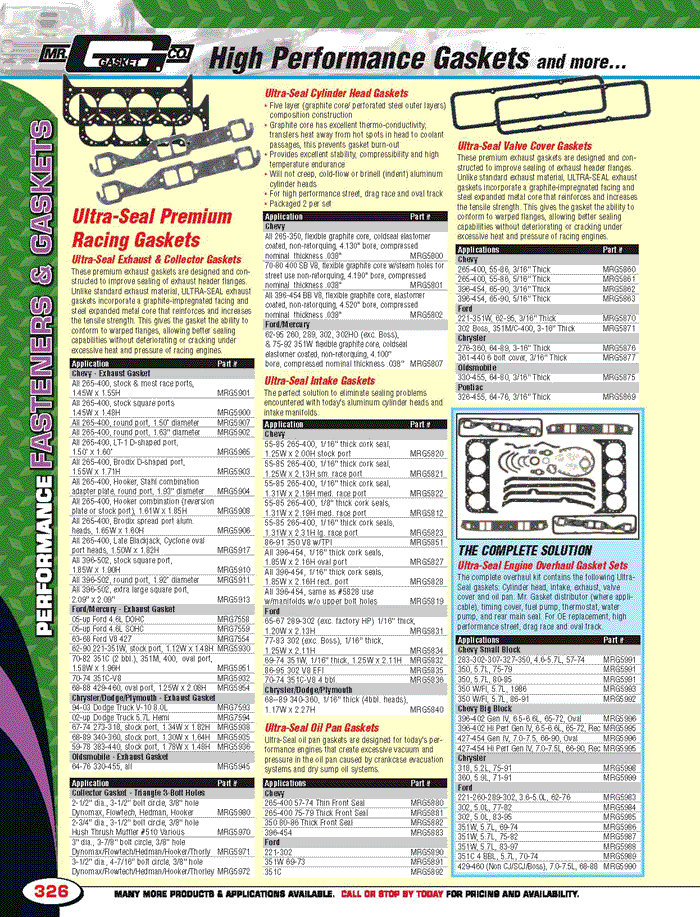 MR. GASKET CO.
High Performance Gaskets and more...
PERFORMANCE FASTENERS & GASKETS
Ultra-Seal Premium
Racing Gaskets
Ultra-Seal Exhaust & Collector Gaskets
These premium exhaust gaskets are designed and con-
structed to improve sealing of exhaust header flanges.
Unlike standard exhaust material, ULTRA-SEAL exhaust
gaskets incorporate a graphite-impregnated facing and
steel expanded metal core that reinforces and increases
the tensile strength. This gives the gasket the ability to
conform to warped flanges, allowing better sealing
capabilities without deteriorating or cracking under
excessive heat and pressure of racing engines.
Application Part #
Chevy - Exhaust Gasket
All 265-400, stock & most race ports,
1.45W x 1.55H MRG5901
All 265-400, stock square ports
1.45W x 1.48H MRG5900
All 265-400, round port, 1.50" diameter MRG5907
All 265-400, round port, 1.63" diameter MRG5902
All 265-400, LT-1 D-shaped port,
1.50' x 1.60' MRG5965
All 265-400, Brodix D-shaped port,
1.55W x 1.71H MRG5903
All 265-400, Hooker, Stahl combination
adapter plate, round port, 1.93" diameter MRG5904
All 265-400, Hooker combination (reversion
plate or stock port), 1.61W x 1.85H MRG5908
All 265-400, Brodix spread port alum.
heads, 1.65W x 1.60H MRG5906
All 265-400, Late Blackjack, Cyclone oval
port heads, 1.50W x 1.82H MRG5917
All 396-502, stock square port,
1.85W x 1.90H MRG5910
All 396-502, round port, 1.92" diameter MRG5911
All 396-502, extra large square port,
2.09" x 2.09" MRG5913
Ford/Mercury - Exhaust Gasket
05-up Ford 4.6L DOHC MRG7558
05-up Ford 4.6L SOHC MRG7559
63-68 Ford V8 427 MRG7554
62-90 221-351W, stock port, 1.12W x 1.48H MRG5930
70-82 351C (2 bbl.), 351M, 400, oval port,
1.58W x 1.96H MRG5951
70-74 351C-V8 MRG5932
68-88 429-460, oval port, 1.25W x 2.08H MRG5954
Chrysler/Dodge/Plymouth - Exhaust Gasket
94-03 Dodge Truck V-10 8.0L MRG7593
02-up Dodge Truck 5.7L Hemi MRG7594
67-74 273-318, stock port, 1.34W x 1.82H MRG5938
68-89 340-360, stock port, 1.30W x 1.64H MRG5935
59-78 383-440, stock port, 1.78W x 1.48H MRG5936
Oldsmobile - Exhaust Gasket
64-76 330-455, all MRG5945
Application Part #
Collector Gasket - Triangle 3-Bolt Holes
2-1/2" dia., 3-1/2" bolt circle, 3/8" hole
Dynomax, Flowtech, Hedman, Hooker MRG5980
2-3/4" dia., 3-1/2" bolt circle, 3/8" hole
Hush Thrush Muffler #510 Various MRG5970
3" dia., 3-7/8" bolt circle, 3/8" hole
Dynomax/Rowtech/Hedman/Hooker/Thorly MRG5971
3-1/2" dia., 4-7/16" bolt circle, 3/8" hole
Dynomax/Rowtech/Hedman/Hooker/Thorley MRG5972
Ultra-Seal Cylinder Head Gaskets
• Five layer (graphite core/ perforated steel outer layers)
composition construction
• Graphite core has excellent thermo-conductivity,
transfers heat away from hot spots in head to coolant
passages, this prevents gasket burn-out
• Provides excellent stability, compressibility and high
temperature endurance
• Will not creep, cold-flow or brinell (indent) aluminum
cylinder heads
• For high performance street, drag race and oval track
• Packaged 2 per set
Application Part #
Chevy
All 265-350, flexible graphite core, coldseal elastomer
coated, non-retorquing, 4.130" bore, compressed
nominal thickness .038" MRG5800
70-80 400 SB V8, flexible graphite core w/steam holes for
street use non-retorquing, 4.190" bore, compressed
nominal thickness .038" MRG5801
All 396-454 BB V8, flexible graphite core, elastomer
coated, non-retorquing, 4.520" bore, compressed
nominal thickness .038" MRG5802
Ford/Mercury
62-95 260, 289, 302, 302HO (exc. Boss),
& 75-92 351W flexible graphite core, coldseal
elastomer coated, non-retorquing, 4.100"
bore, compressed nominal thickness .038" MRG5807
Ultra-Seal Intake Gaskets
The perfect solution to eliminate sealing problems
encountered with today's aluminum cylinder heads and
intake manifolds.
Application Part #
Chevy
55-85 265-400, 1/16" thick cork seal,
1.25W x 2.00H stock port MRG5820
55-85 265-400, 1/16" thick cork seal,
1.25W x 2.13H sm. race port MRG5821
55-85 265-400, 1/16" thick cork seal,
1.31W x 2.19H med. race port MRG5822
55-85 265-400, 1/8" thick cork seals,
1.31W x 2.19H med. race port MRG5812
55-85 265-400, 1/16" thick cork seals,
1.31W x 2.31H lg. race port MRG5823
86-91 350 V8 w/TPI MRG5851
All 396-454, 1/16" thick cork seals,
1.85W x 2.16H oval port MRG5827
All 396-454, 1/16" thick cork seals,
1.85W x 2.16H rect. port MRG5828
All 396-454, same as #5828 use
w/manifolds w/o upper bolt holes MRG5819
Ford
65-67 289-302 (exc. factory HP) 1/16" thick,
1.20W x 2.13H MRG5831
77-83 302 (exc. Boss), 1/16" thick,
1.25W x 2.11H MRG5834
69-74 351W, 1/16" thick, 1.25W x 2.11H MRG5832
86-95 302 V8 EFI MRG5835
70-74 351C-V8 4 bbl MRG5836
Chrysler/Dodge/Plymouth
68--89 340-360, 1/16" thick (4bbl. heads),
1.17W x 2.27H MRG5840
Ultra-Seal Oil Pan Gaskets
Ultra-Seal oil pan gaskets are designed for today's per-
formance engines that create excessive vacuum and
pressure in the oil pan caused by crankcase evacuation
systems and dry sump oil systems.
Applications Part #
Chevy
265-400 57-74 Thin Front Seal MRG5880
265-400 75-79 Thick Front Seal MRG5881
350 80-86 Thick Front Seal MRG5882
396-454 MRG5883
Ford
221-302 MRG5890
351W 69-73 MRG5891
351C MRG5892
Ultra-Seal Valve Cover Gaskets
These premium exhaust gaskets are designed and con-
structed to improve sealing of exhaust header flanges.
Unlike standard exhaust material, ULTRA-SEAL exhaust
gaskets incorporate a graphite-impregnated facing and
steel expanded metal core that reinforces and increases
the tensile strength. This gives the gasket the ability to
conform to warped flanges, allowing better sealing
capabilities without deteriorating or cracking under
excessive heat and pressure of racing engines.
Applications Part #
Chevy
265-400, 55-86, 3/16" Thick MRG5860
265-400, 55-86, 5/16" Thick MRG5861
396-454, 65-90, 3/16" Thick MRG5862
396-454, 65-90, 5/16" Thick MRG5863
Ford
221-351W, 62-95, 3/16" Thick MRG5870
302 Boss, 351M/C-400, 3-16" Thick MRG5871
Chrysler
276-360, 64-89, 3-16" Thick MRG5876
361-440 6 bolt cover, 3/16" Thick MRG5877
Oldsmobile
330-455, 64-80, 3/16" Thick MRG5875
Pontiac
326-455, 64-76, 3/16" Thick MRG5869
THE COMPLETE SOLUTION
Ultra-Seal Engine Overhaul Gasket Sets
The complete overhaul kit contains the following Ultra-
Seal gaskets: Cylinder head, intake, exhaust, valve
cover and oil pan. Mr. Gasket distributor (where appli-
cable), timing cover, fuel pump, thermostat, water
pump, and rear main seal. For OE replacement, high
performance street, drag race and oval track.
Applications Part #
Chevy Small Block
283-302-307-327-350, 4.6-5.7L, 57-74 MRG5991
350, 5.7L, 75-79 MRG5991
350, 5.7L, 80-85 MRG5991
350 W/FI, 5.7L, 1986 MRG5993
350 W/FI, 5.7L, 86-91 MRG5992
Chevy Big Block
396-402 Gen IV, 6.5-6.6L, 65-72, Oval MRG5996
396-402 Hi Perf Gen IV, 6.5-6.6L, 65-72, Rec MRG5995
427-454 Gen IV, 7.0-7.5, 66-90, Oval MRG5996
427-454 Hi Perf Gen IV, 7.0-7.5L, 66-90, Rec MRG5995
Chrysler
318, 5.2L, 75-91 MRG5998
360, 5.9L, 71-91 MRG5999
Ford
221-260-289-302, 3.6-5.0L, 62-76 MRG5983
302, 5.0L, 77-82 MRG5984
302, 5.0L, 83-95 MRG5985
351W, 5.7L, 69-74 MRG5986
351W, 5.7L, 75-82 MRG5987
351W, 5.7L, 83-97 MRG5988
351C 4 BBL, 5.7L, 70-74 MRG5989
429-460 (Non CJ/SCJ/Boss), 7.0-7.5L, 68-88 MRG5990
326
MANY MORE PRODUCTS & APPLICATIONS AVAILABLE. CALL OR STOP BY TODAY FOR PRICING AND AVAILABILITY.